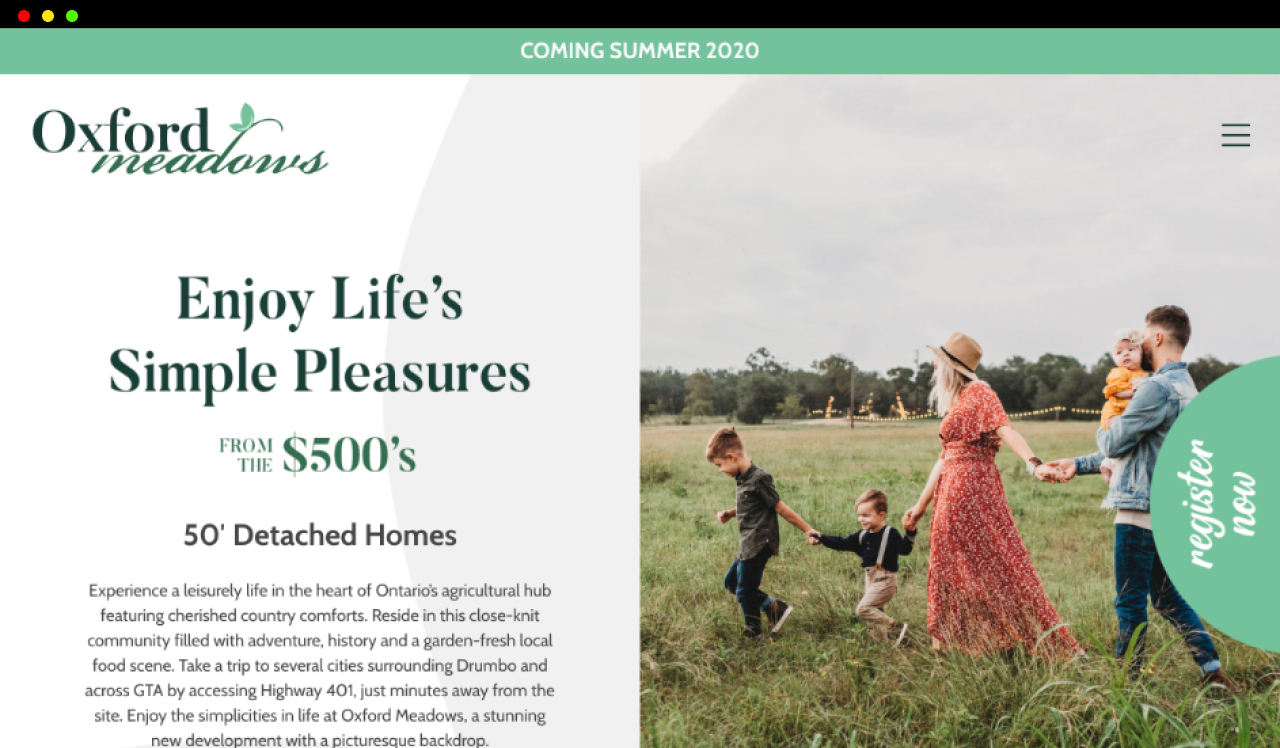 COMING SUMMER 2020
Oxford
meadows
Enjoy Life’s
Simple Pleasures
FROM
THE $500’s
50' Detached Homes
Experience a leisurely life in the heart of Ontario's agricultural hub
featuring cherished country comforts. Reside in this close-knit
community filled with adventure, history and a garden-fresh local
food scene. Take a trip to several cities surrounding Drumbo and
across GTA by accessing Highway 401, just minutes away from the
site. Enjoy the simplicities in life at Oxford Meadows, a stunning
new development with a picturesque backdrop.
register
now